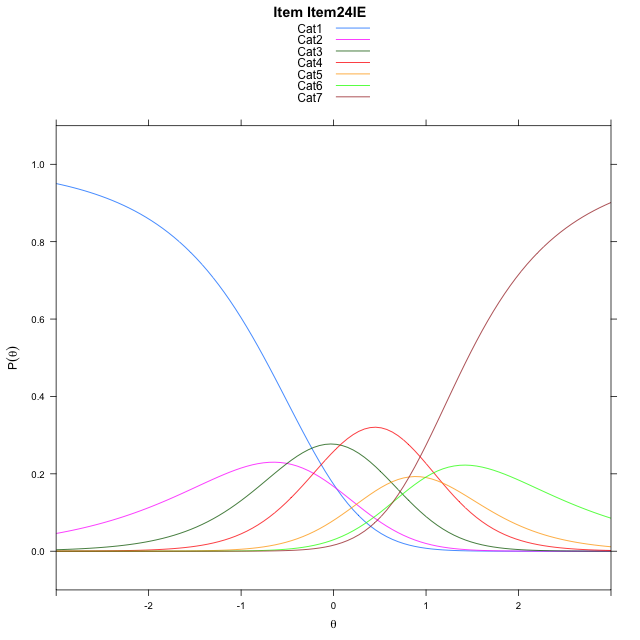 Item Item24IE
Cat1
Cat2
Cat3
Cat4
Cat5
Cat6
Cat7
1.0
0.8
0.6
P(θ)
0.4
0.2
0.0
-2 -1 0 1 2
θ